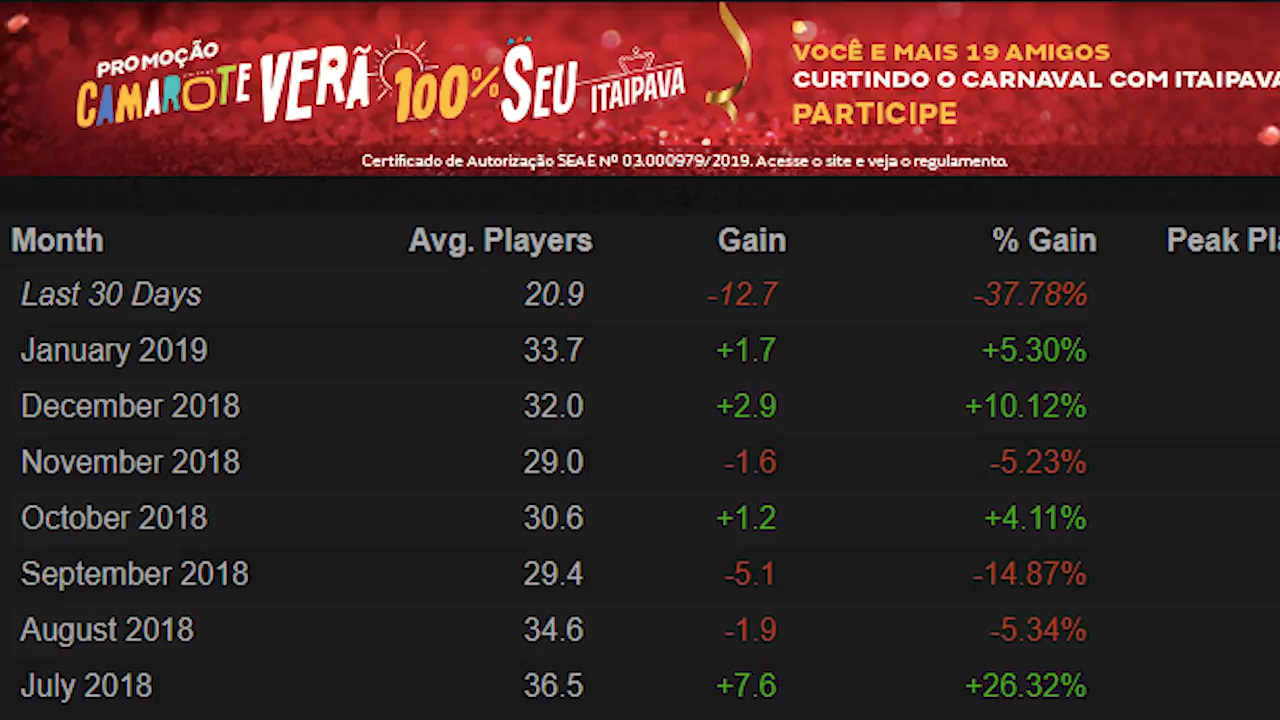 PROMOÇÃO
CAMAROTE VERÃ 100% SEU ITAIPAVA
VOCÊ E MAIS 19 AMIGOS
CURTINDO O CARNAVAL COM ITAIPAVA
PARTICIPE
Certificado de Autorização SEAE Nº 03.000979/2019. Acesse o site e veja o regulamento.
Month Avg. Players Gain % Gain Peak Pla
Last 30 Days 20.9 -12.7 -37.78%
January 2019 33.7 +1.7 +5.30%
December 2018 32.0 +2.9 +10.12%
November 2018 29.0 -1.6 -5.23%
October 2018 30.6 +1.2 +4.11%
September 2018 29.4 -5.1 -14.87%
August 2018 34.6 -1.9 -5.34%
July 2018 36.5 +7.6 +26.32%